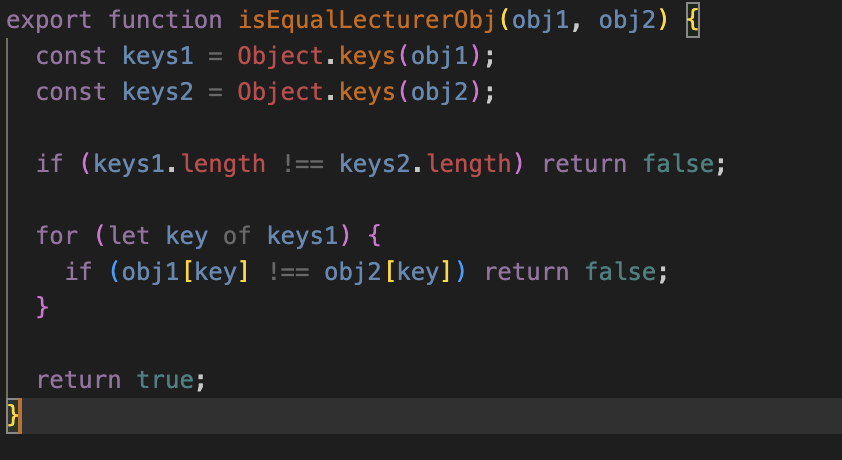 export function isEqualLecturerObj(obj1, obj2) {
  const keys1 = Object.keys(obj1);
  const keys2 = Object.keys(obj2);
  if (keys1.length !== keys2.length) return false;
  for (let key of keys1) {
    if (obj1[key] !== obj2[key]) return false;
  }
  return true;
}